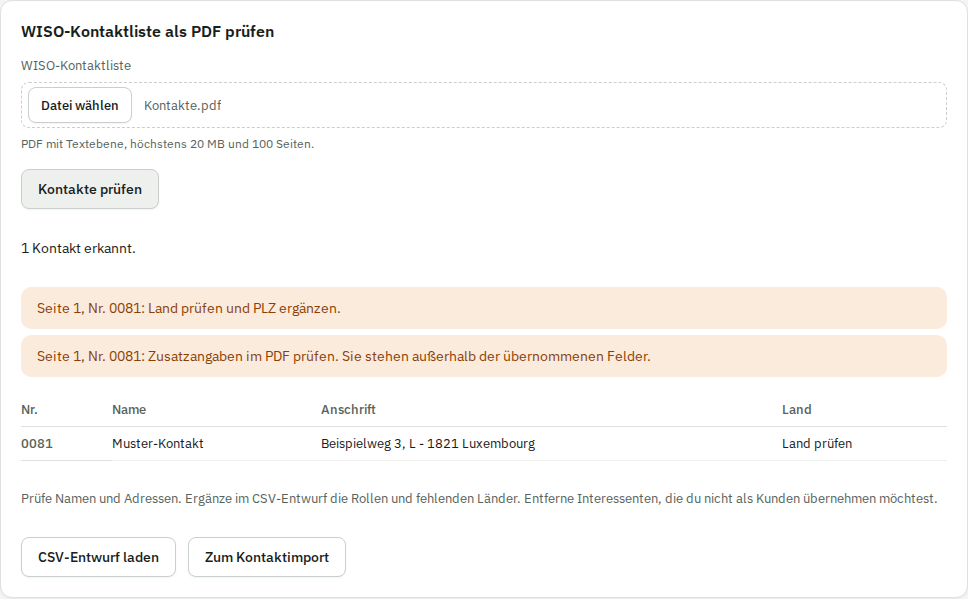 WISO-Kontaktliste als PDF prüfen
WISO-Kontaktliste
Datei wählen Kontakte.pdf
PDF mit Textebene, höchstens 20 MB und 100 Seiten.
Kontakte prüfen
1 Kontakt erkannt.
Seite 1, Nr. 0081: Land prüfen und PLZ ergänzen.
Seite 1, Nr. 0081: Zusatzangaben im PDF prüfen. Sie stehen außerhalb der übernommenen Felder.
Nr. Name Anschrift Land
0081 Muster-Kontakt Beispielweg 3, L - 1821 Luxembourg Land prüfen
Prüfe Namen und Adressen. Ergänze im CSV-Entwurf die Rollen und fehlenden Länder. Entferne Interessenten, die du nicht als Kunden übernehmen möchtest.
CSV-Entwurf laden Zum Kontaktimport